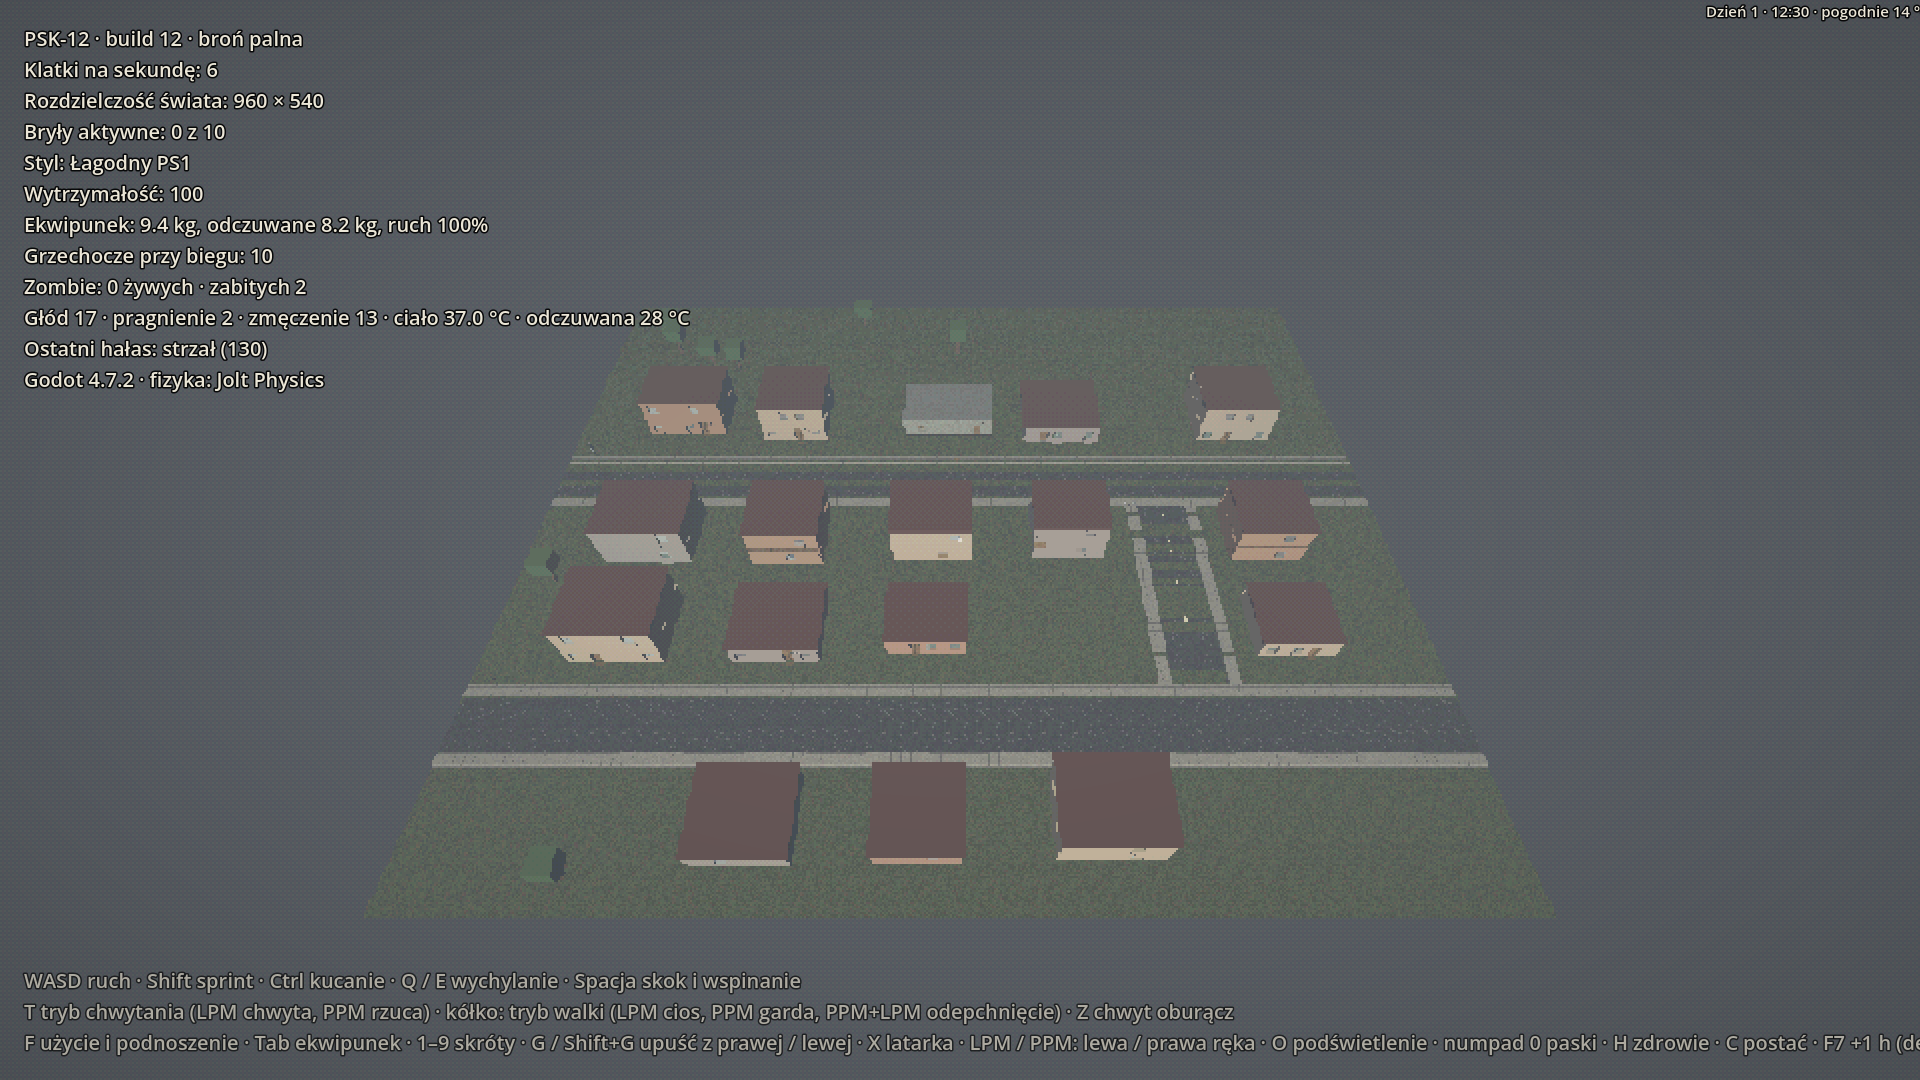 Dzień 1 · 12:30 · pogodnie 14 °
PSK-12 · build 12 · broń palna
Klatki na sekundę: 6
Rozdzielczość świata: 960 × 540
Bryły aktywne: 0 z 10
Styl: Łagodny PS1
Wytrzymałość: 100
Ekwipunek: 9.4 kg, odczuwane 8.2 kg, ruch 100%
Grzechocze przy biegu: 10
Zombie: 0 żywych · zabitych 2
Głód 17 · pragnienie 2 · zmęczenie 13 · ciało 37.0 °C · odczuwana 28 °C
Ostatni hałas: strzał (130)
Godot 4.7.2 · fizyka: Jolt Physics
WASD ruch · Shift sprint · Ctrl kucanie · Q / E wychylanie · Spacja skok i wspinanie
T tryb chwytania (LPM chwyta, PPM rzuca) · kółko: tryb walki (LPM cios, PPM garda, PPM+LPM odepchnięcie) · Z chwyt oburącz
F użycie i podnoszenie · Tab ekwipunek · 1–9 skróty · G / Shift+G upuść z prawej / lewej · X latarka · LPM / PPM: lewa / prawa ręka · O podświetlenie · numpad 0 paski · H zdrowie · C postać · F7 +1 h